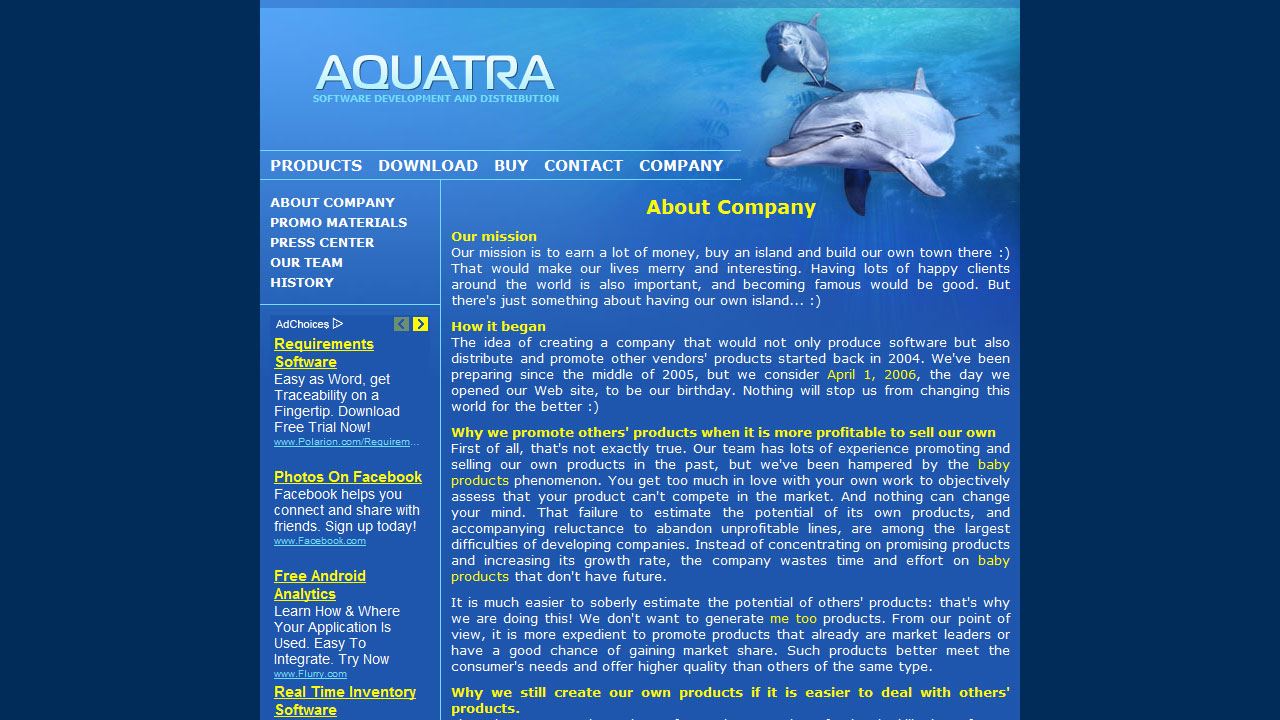 AQUATRA
SOFTWARE DEVELOPMENT AND DISTRIBUTION
PRODUCTS DOWNLOAD BUY CONTACT COMPANY
ABOUT COMPANY
PROMO MATERIALS
PRESS CENTER
OUR TEAM
HISTORY
AdChoices
Requirements
Software
Easy as Word, get
Traceability on a
Fingertip. Download
Free Trial Now!
www.Polarion.com/Requirem...
Photos On Facebook
Facebook helps you
connect and share with
friends. Sign up today!
www.Facebook.com
Free Android
Analytics
Learn How & Where
Your Application Is
Used. Easy To
Integrate. Try Now
www.Flurry.com
Real Time Inventory
Software
About Company
Our mission
Our mission is to earn a lot of money, buy an island and build our own town there :)
That would make our lives merry and interesting. Having lots of happy clients
around the world is also important, and becoming famous would be good. But
there's just something about having our own island... :)
How it began
The idea of creating a company that would not only produce software but also
distribute and promote other vendors' products started back in 2004. We've been
preparing since the middle of 2005, but we consider April 1, 2006, the day we
opened our Web site, to be our birthday. Nothing will stop us from changing this
world for the better :)
Why we promote others' products when it is more profitable to sell our own
First of all, that's not exactly true. Our team has lots of experience promoting and
selling our own products in the past, but we've been hampered by the baby
products phenomenon. You get too much in love with your own work to objectively
assess that your product can't compete in the market. And nothing can change
your mind. That failure to estimate the potential of its own products, and
accompanying reluctance to abandon unprofitable lines, are among the largest
difficulties of developing companies. Instead of concentrating on promising products
and increasing its growth rate, the company wastes time and effort on baby
products that don't have future.
It is much easier to soberly estimate the potential of others' products: that's why
we are doing this! We don't want to generate me too products. From our point of
view, it is more expedient to promote products that already are market leaders or
have a good chance of gaining market share. Such products better meet the
consumer's needs and offer higher quality than others of the same type.
Why we still create our own products if it is easier to deal with others'
products.